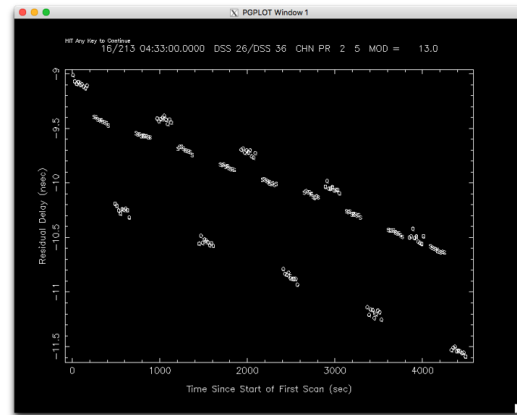 PGPLOT Window 1
HIT Any Key to Continue
16/213 04:33:00.0000 DSS 26/DSS 36 CHN PR 2 5 MOD = 13.0
-9
-9.5
-10
-10.5
-11
-11.5
Residual Delay (nsec)
0 1000 2000 3000 4000
Time Since Start of First Scan (sec)